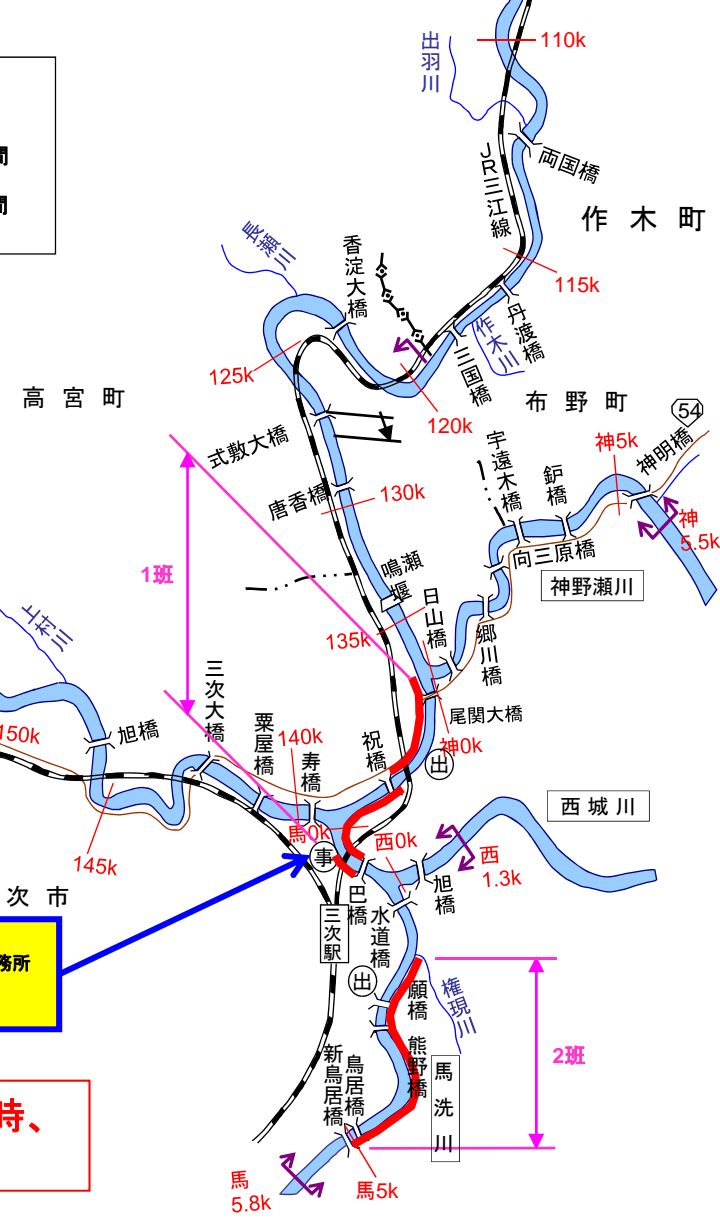 110k
出羽川
間
間
両国橋
JR三江線
作木町
長瀬川
香淀大橋
115k
丹渡橋
作木川
三国橋
125k
高宮町
布野町
120k
54
式敷大橋
神5k
神明橋
宇遠木橋
鈩橋
唐香橋
130k
神
5.5k
向三原橋
1班
鳴瀬堰
神野瀬川
日山橋
135k
郷川橋
上村川
三次大橋
尾関大橋
粟屋橋
140k
150k
旭橋
寿橋
祝橋
神0k
出
西城川
馬0k
西0k
事
145k
西
1.3k
旭橋
巴橋
次市
水道橋
三次駅
務所
出
願橋
権現川
熊野橋
2班
新鳥居橋
鳥居橋
馬洗川
時、
馬
5.8k
馬5k